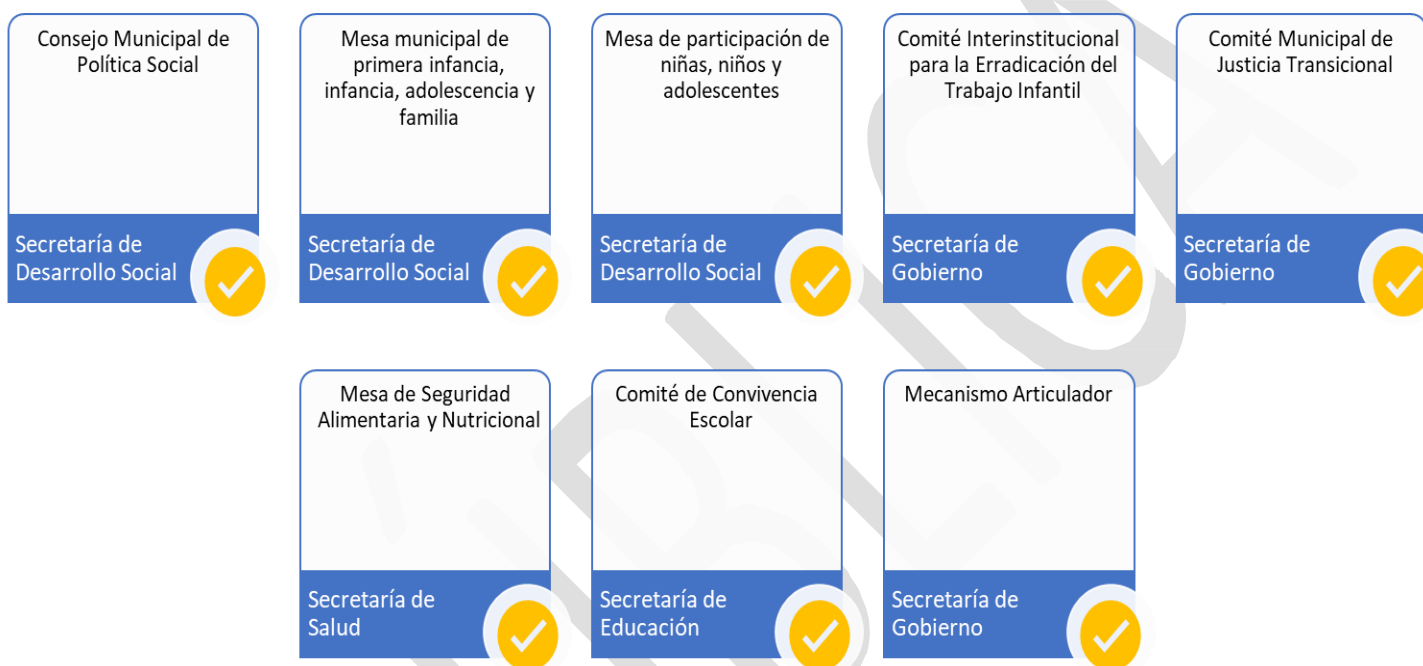 Consejo Municipal de
Política Social
Secretaría de
Desarrollo Social
Mesa municipal de
primera infancia,
infancia, adolescencia y
familia
Secretaría de
Desarrollo Social
Mesa de participación de
niñas, niños y
adolescentes
Secretaría de
Desarrollo Social
Comité Interinstitucional
para la Erradicación del
Trabajo Infantil
Secretaría de
Gobierno
Comité Municipal de
Justicia Transicional
Secretaría de
Gobierno
Mesa de Seguridad
Alimentaria y Nutricional
Secretaría de
Salud
Comité de Convivencia
Escolar
Secretaría de
Educación
Mecanismo Articulador
Secretaría de
Gobierno